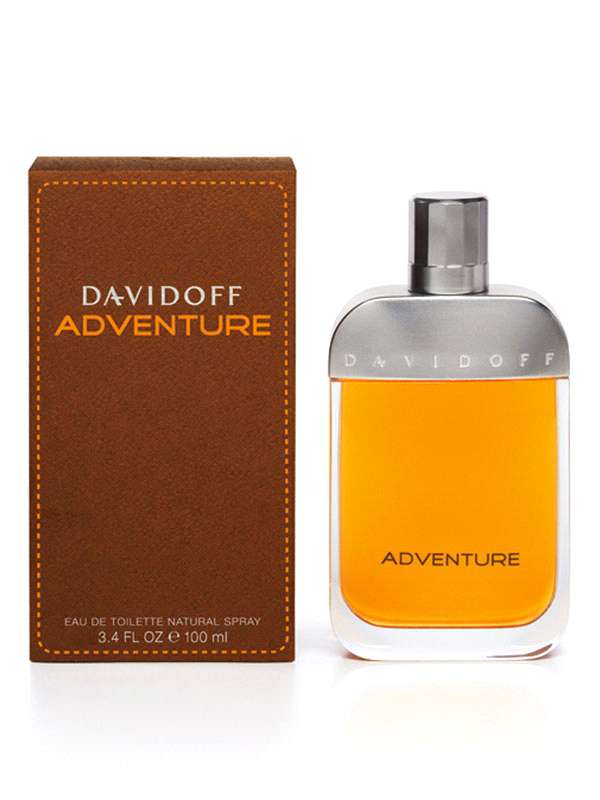 DAVIDOFF
ADVENTURE
EAU DE TOILETTE NATURAL SPRAY
3.4 FL OZ ℮ 100 ml
DAVIDOFF
ADVENTURE